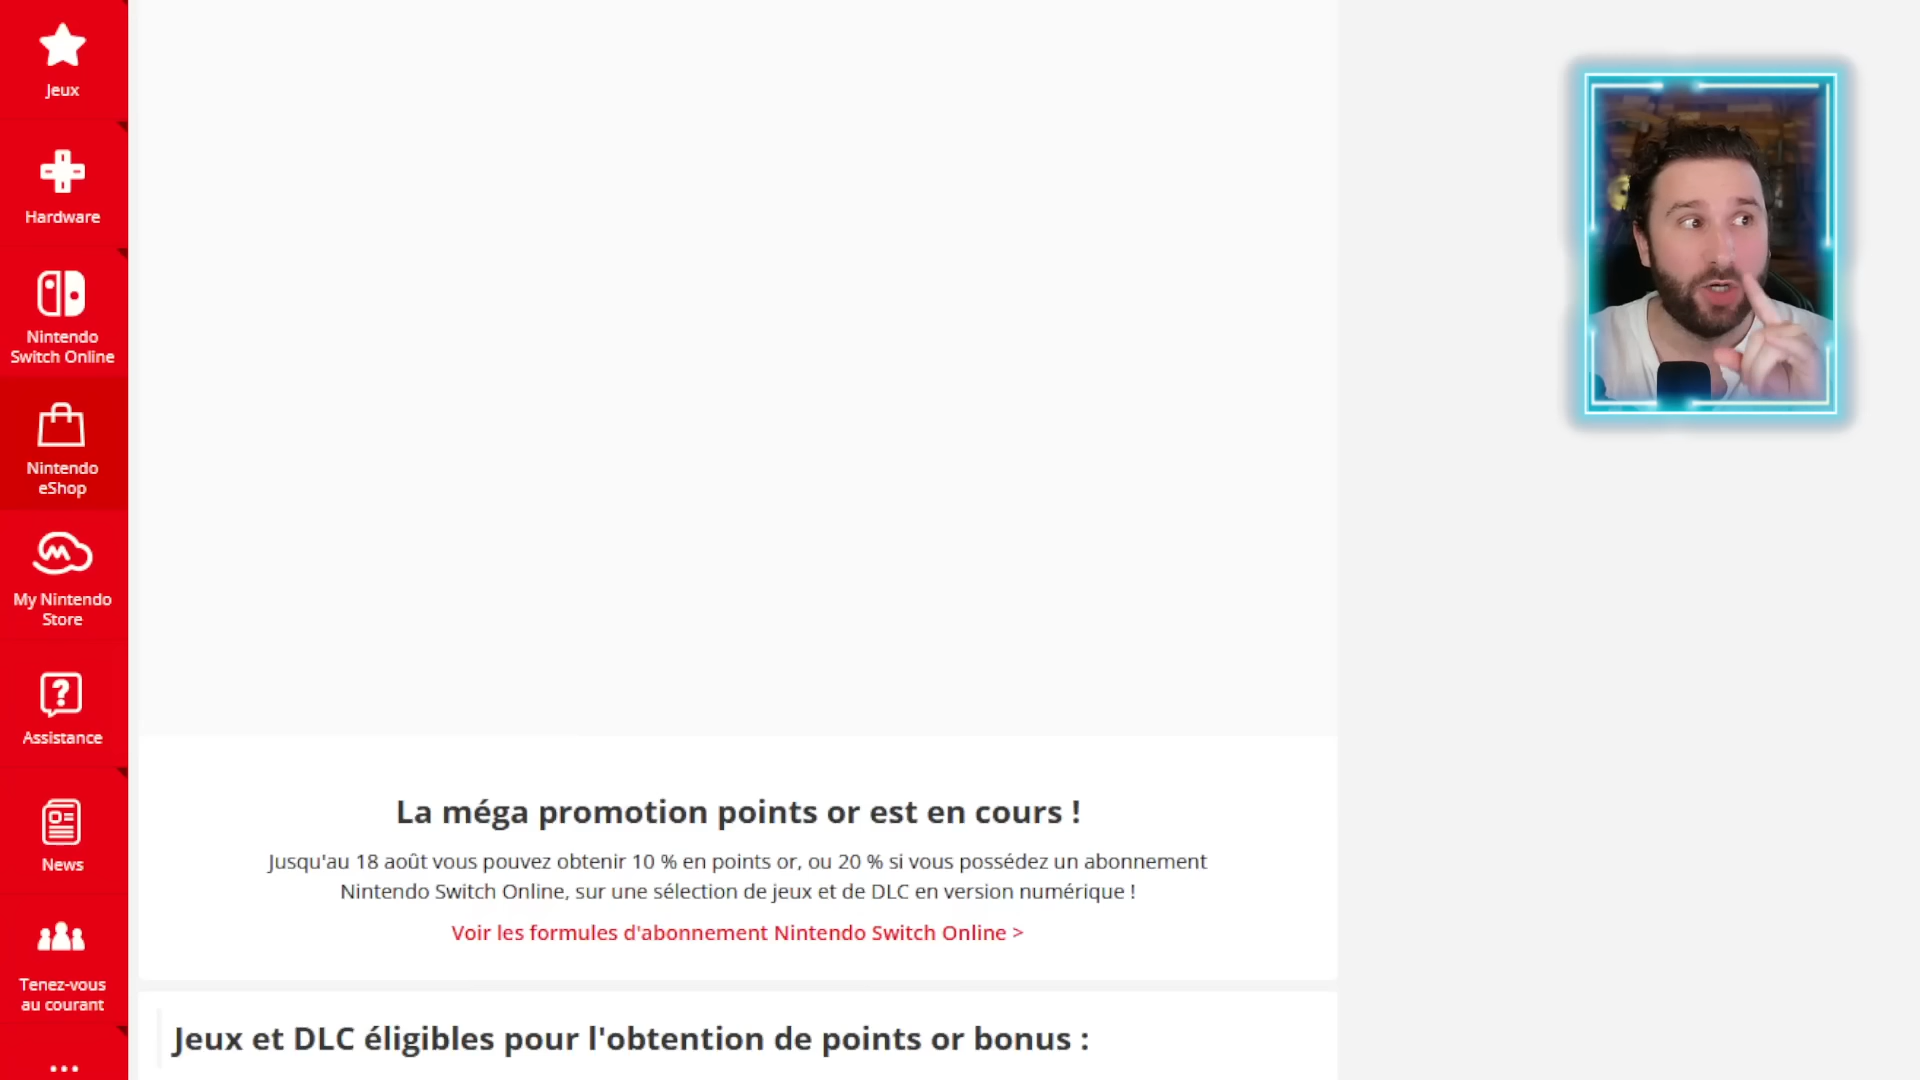 Jeux
Hardware
Nintendo
Switch Online
Nintendo
eShop
My Nintendo
Store
Assistance
News
Tenez-vous
au courant
...
La méga promotion points or est en cours !
Jusqu'au 18 août vous pouvez obtenir 10 % en points or, ou 20 % si vous possédez un abonnement
Nintendo Switch Online, sur une sélection de jeux et de DLC en version numérique !
Voir les formules d'abonnement Nintendo Switch Online >
Jeux et DLC éligibles pour l'obtention de points or bonus :